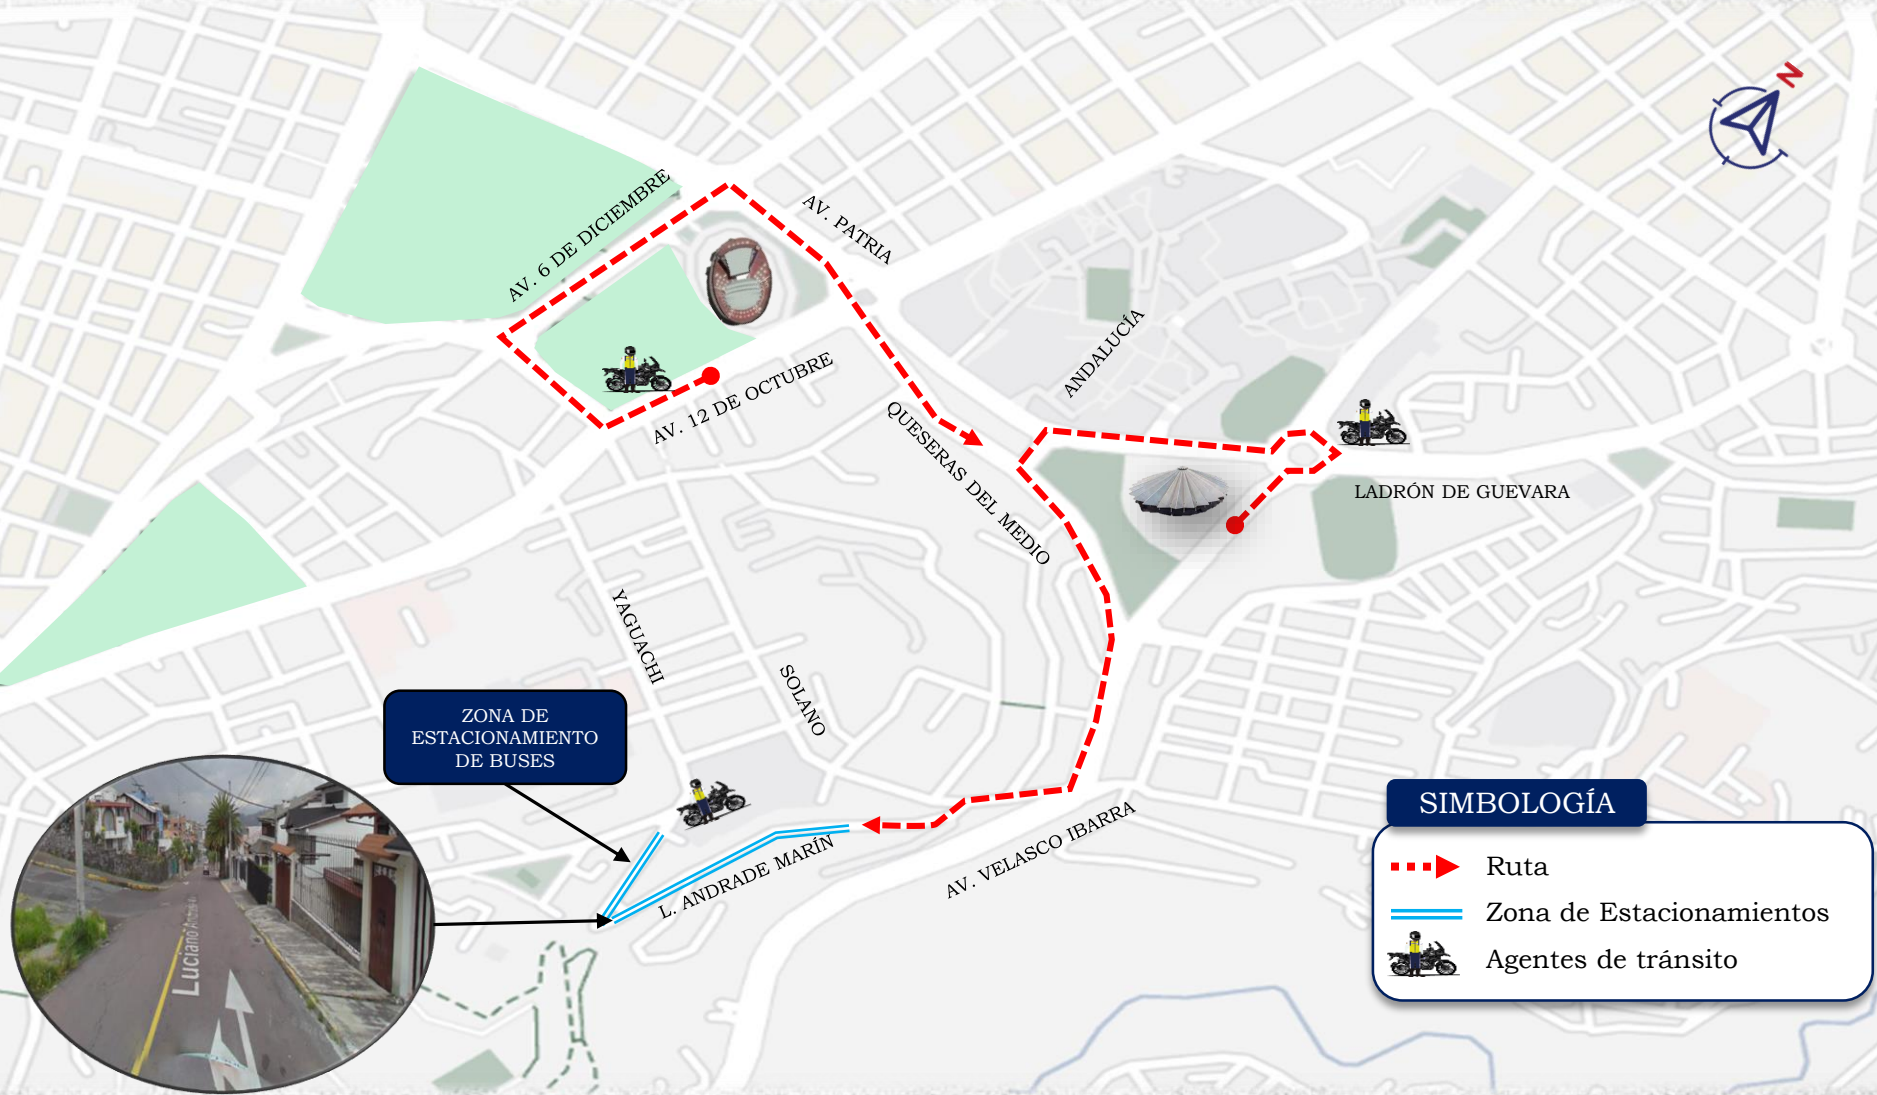 N
AV. 6 DE DICIEMBRE
AV. PATRIA
ANDALUCÍA
AV. 12 DE OCTUBRE
QUESERAS DEL MEDIO
LADRÓN DE GUEVARA
YAGUACHI
SOLANO
ZONA DE
ESTACIONAMIENTO
DE BUSES
L. ANDRADE MARÍN
AV. VELASCO IBARRA
Luciano
SIMBOLOGÍA
Ruta
Zona de Estacionamientos
Agentes de tránsito